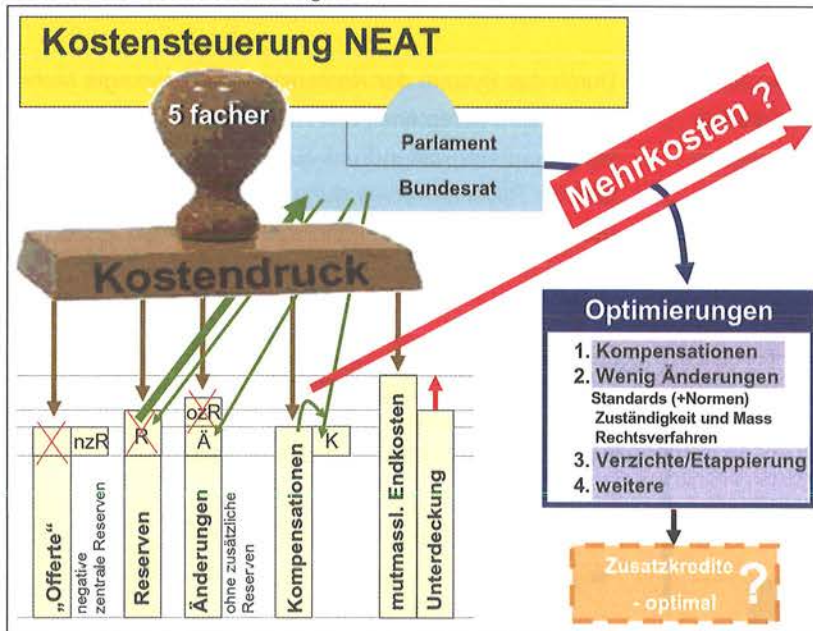 Kostensteuerung NEAT
5 facher
Kostendruck
Parlament
Bundesrat
Mehrkosten ?
Optimierungen
1. Kompensationen
2. Wenig Änderungen
Standards (+Normen)
Zuständigkeit und Mass
Rechtsverfahren
3. Verzichte/Etappierung
4. weitere
Zusatzkredite
- optimal
?
nzR
R
ozR
Ä
K
„Offerte“
negative
zentrale Reserven
Reserven
Änderungen
ohne zusätzliche
Reserven
Kompensationen
mutmassl. Endkosten
Unterdeckung